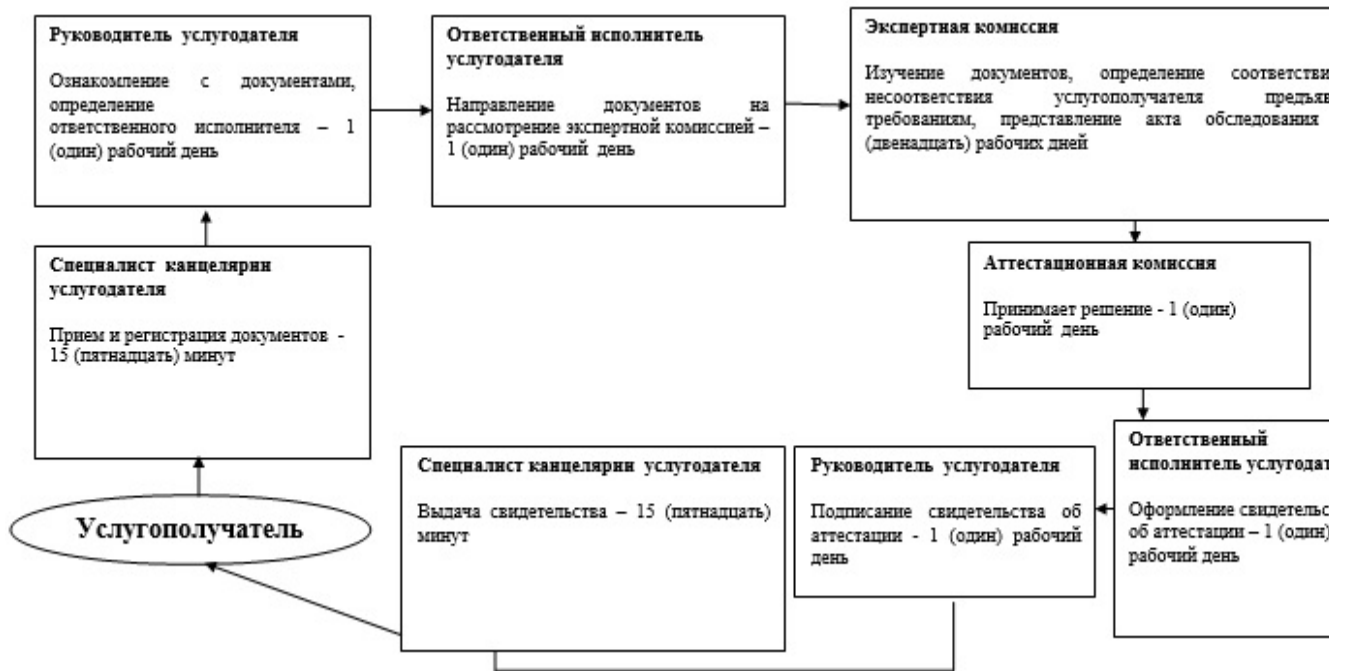 Руководитель услугодателя
Ознакомление с документами,
определение
ответственного исполнителя – 1
(один) рабочий день
Ответственный исполнитель
услугодателя
Направление документов на
рассмотрение экспертной комиссией –
1 (один) рабочий день
Экспертная комиссия
Изучение документов, определение соответстви
несоответствия услугополучателя предъяв
требованиям, представление акта обследования
(двенадцать) рабочих дней
Специалист канцелярии
услугодателя
Прием и регистрация документов -
15 (пятнадцать) минут
Аттестационная комиссия
Принимает решение - 1 (один)
рабочий день
Услугополучатель
Специалист канцелярии услугодателя
Выдача свидетельства – 15 (пятнадцать)
минут
Руководитель услугодателя
Подписание свидетельства об
аттестации - 1 (один) рабочий
день
Ответственный
исполнитель услугодат
Оформление свидетельс
об аттестации – 1 (один)
рабочий день